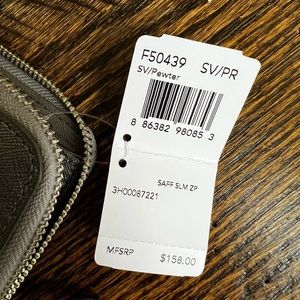 F50439 SV/PR
SV/Pewter
8 86382 98085 3
SAFF SLM ZP
3H00087221
MFSRP $158.00